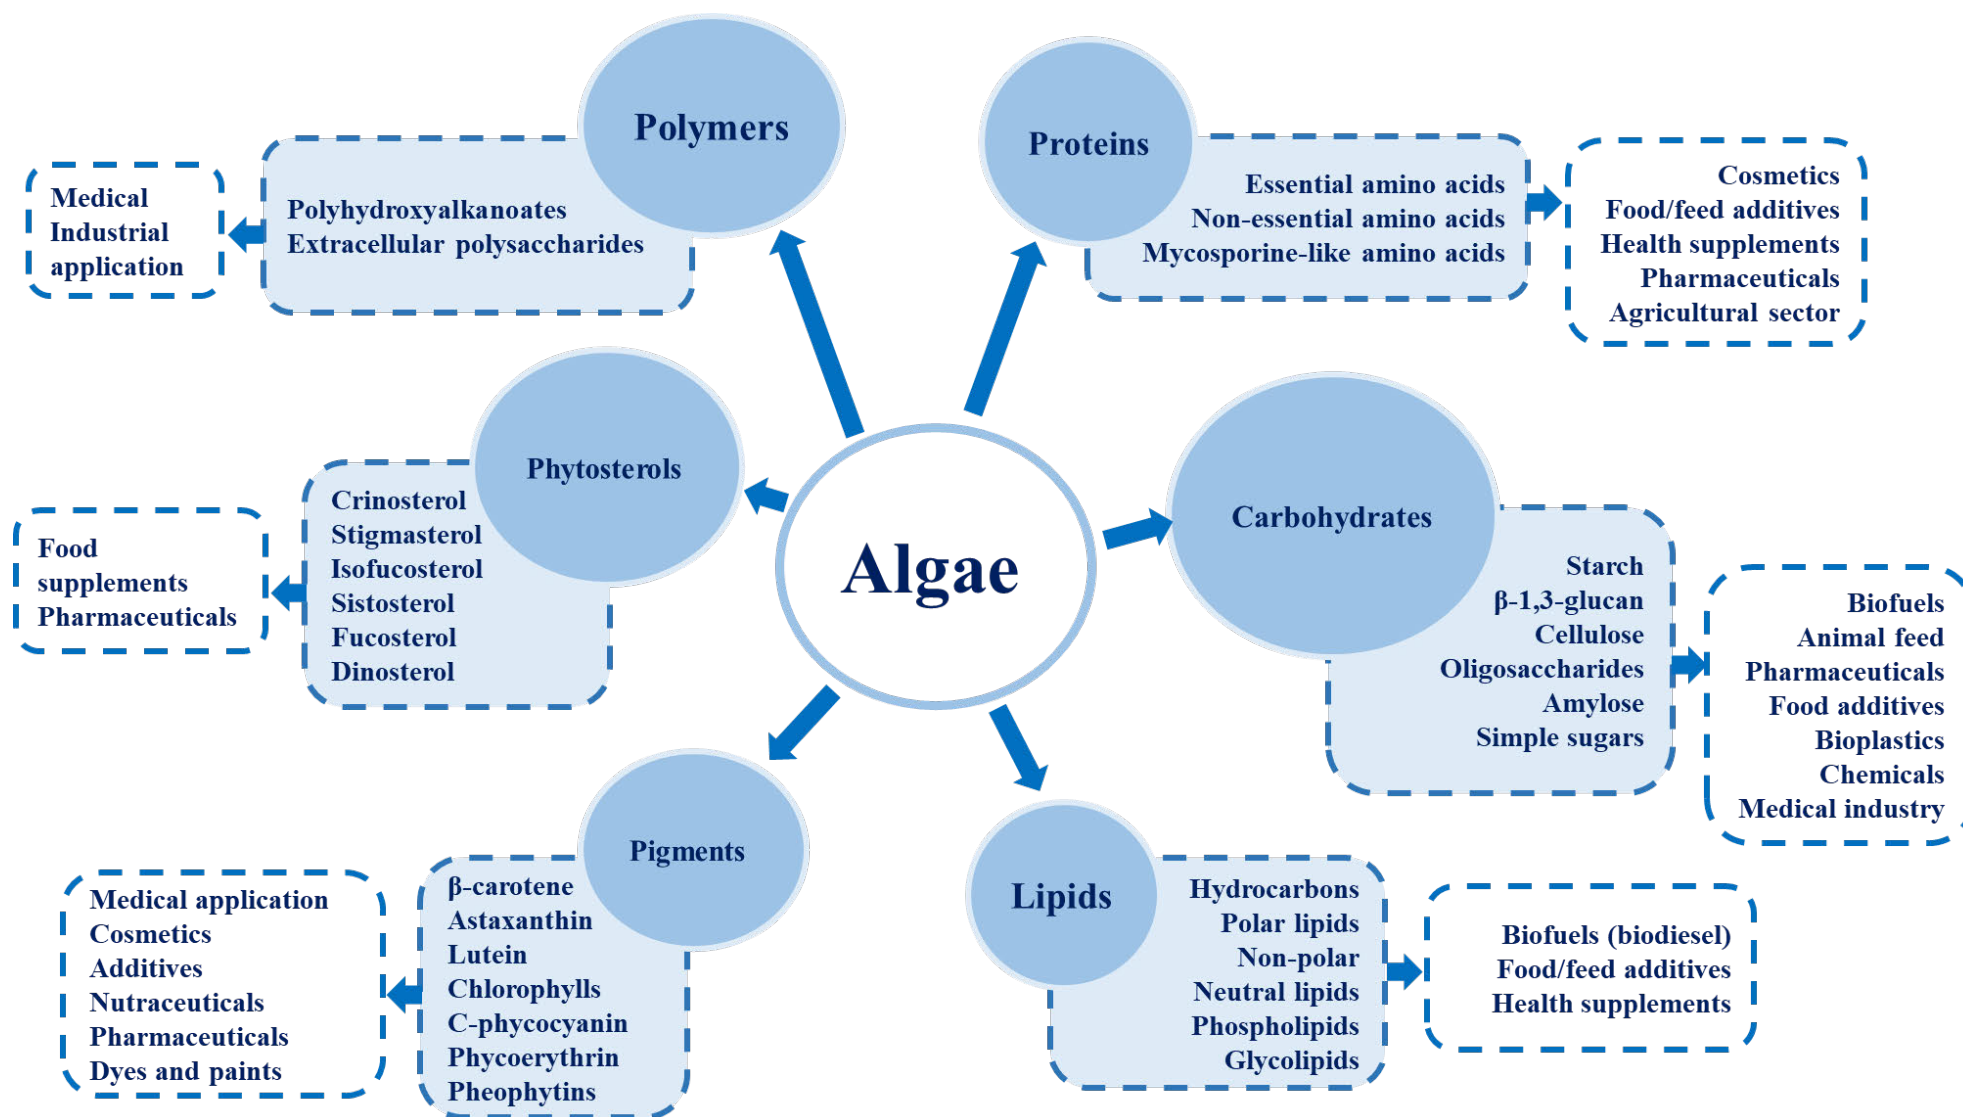 Polymers
Polyhydroxyalkanoates
Extracellular polysaccharides
Medical
Industrial
application
Proteins
Essential amino acids
Non-essential amino acids
Mycosporine-like amino acids
Cosmetics
Food/feed additives
Health supplements
Pharmaceuticals
Agricultural sector
Phytosterols
Crinosterol
Stigmasterol
Isofucosterol
Sistosterol
Fucosterol
Dinosterol
Food
supplements
Pharmaceuticals
Algae
Carbohydrates
Starch
β-1,3-glucan
Cellulose
Oligosaccharides
Amylose
Simple sugars
Biofuels
Animal feed
Pharmaceuticals
Food additives
Bioplastics
Chemicals
Medical industry
Pigments
β-carotene
Astaxanthin
Lutein
Chlorophylls
C-phycocyanin
Phycoerythrin
Pheophytins
Medical application
Cosmetics
Additives
Nutraceuticals
Pharmaceuticals
Dyes and paints
Lipids
Hydrocarbons
Polar lipids
Non-polar
Neutral lipids
Phospholipids
Glycolipids
Biofuels (biodiesel)
Food/feed additives
Health supplements